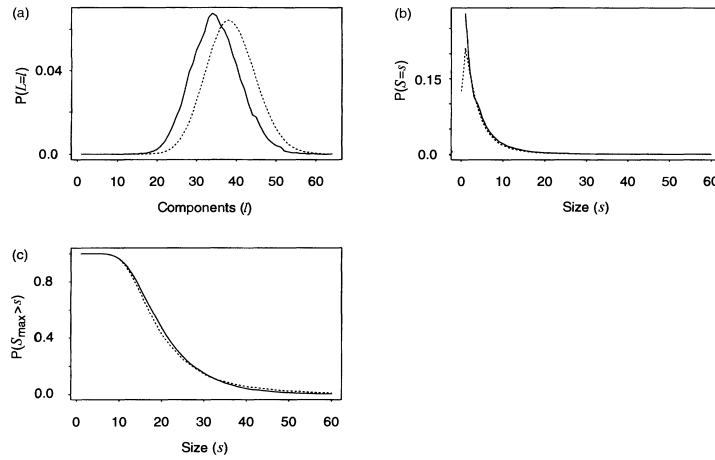 (a)
P(L=l)
0.04
0.0
0 10 20 30 40 50 60
Components (l)
(b)
P(S=s)
0.15
0.0
0 10 20 30 40 50 60
Size (s)
(c)
P(Smax>s)
0.8
0.4
0.0
0 10 20 30 40 50 60
Size (s)